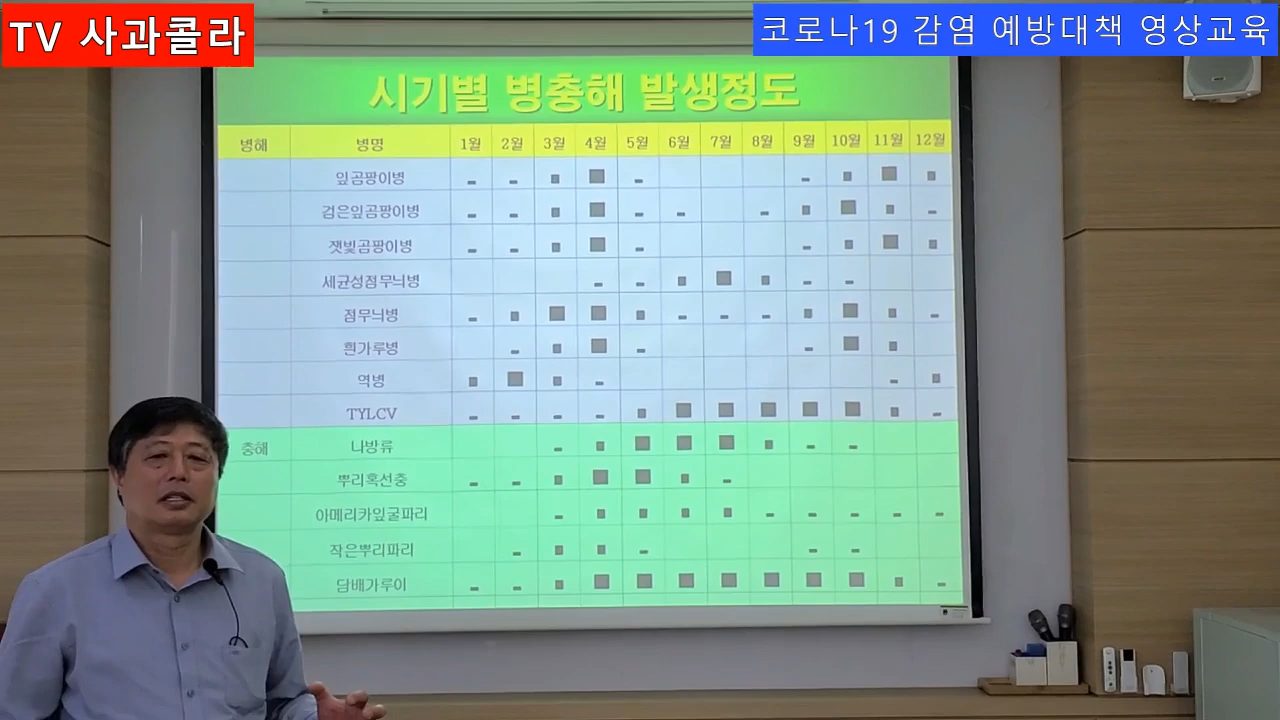 TV 사과콜라
코로나19 감염 예방대책 영상교육
시기별 병충해 발생정도
병해 병명 1월 2월 3월 4월 5월 6월 7월 8월 9월 10월 11월 12월
잎곰팡이병
검은잎곰팡이병
잿빛곰팡이병
세균성점무늬병
점무늬병
흰가루병
역병
TYLCV
충해 나방류
뿌리혹선충
아메리카잎굴파리
작은뿌리파리
담배가루이